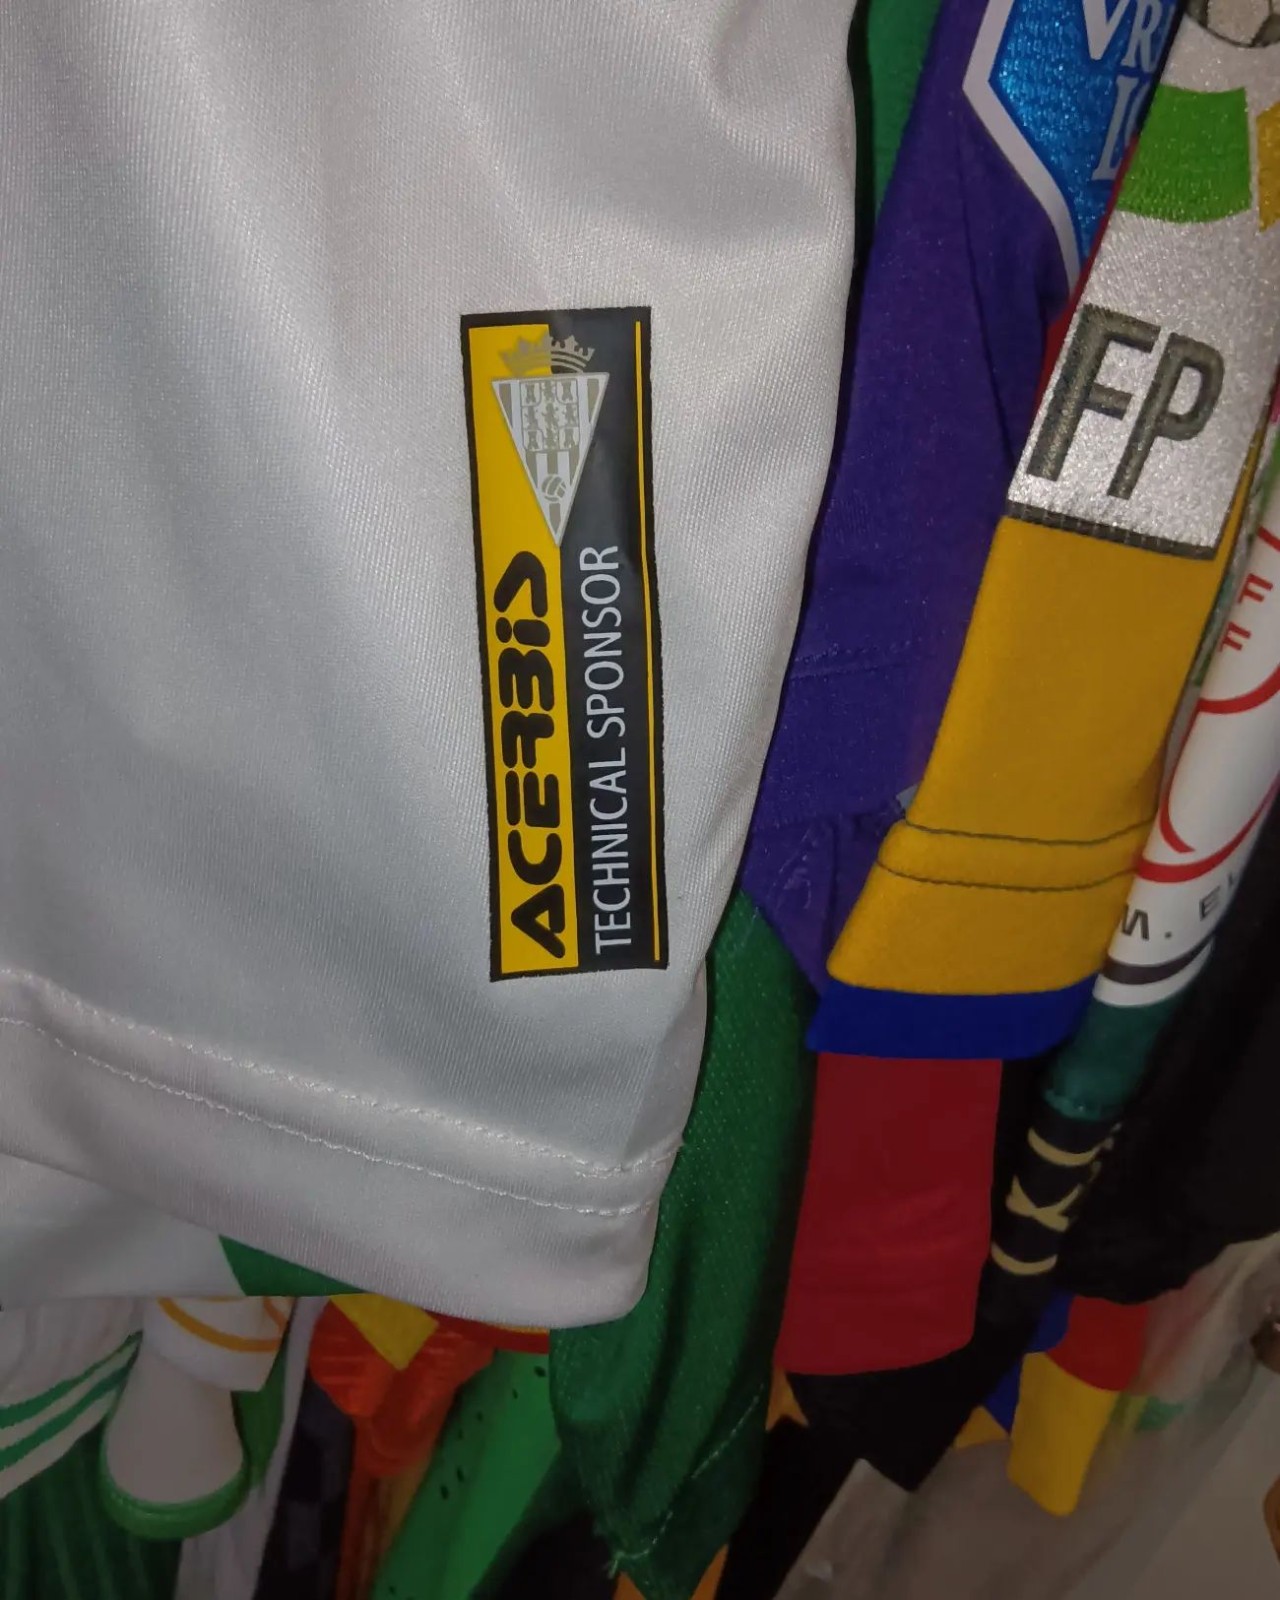 ACERBIS
TECHNICAL SPONSOR
FP
F
F
M. E